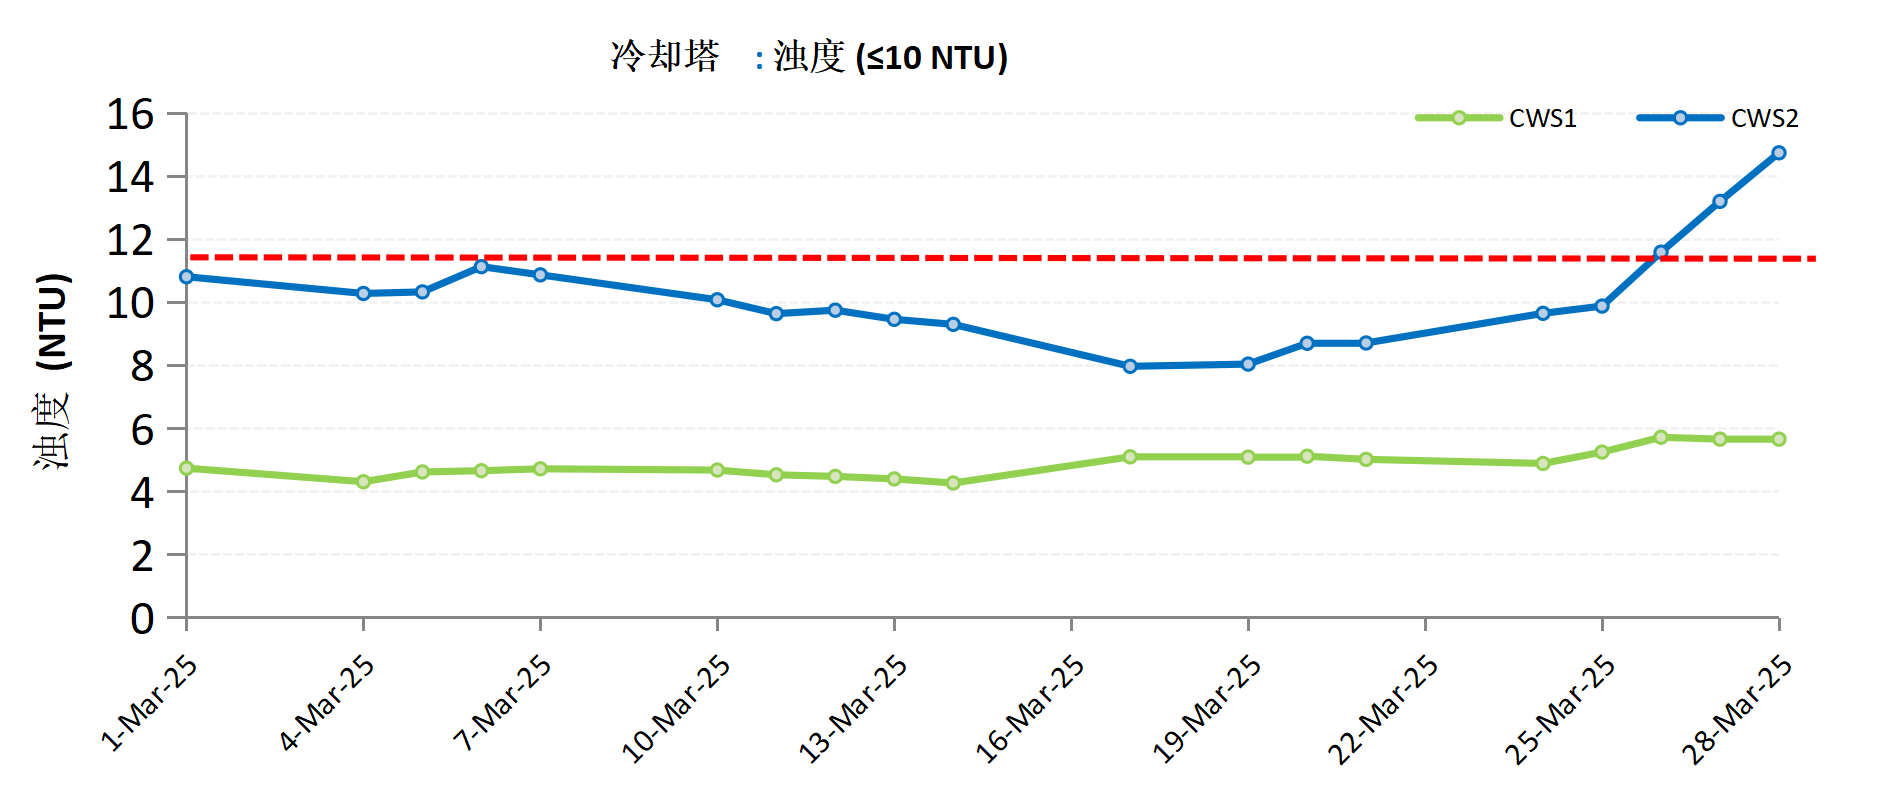 冷却塔 : 浊度 (≤10 NTU)
CWS1
CWS2
浊度 (NTU)
16
14
12
10
8
6
4
2
0
1-Mar-25
4-Mar-25
7-Mar-25
10-Mar-25
13-Mar-25
16-Mar-25
19-Mar-25
22-Mar-25
25-Mar-25
28-Mar-25